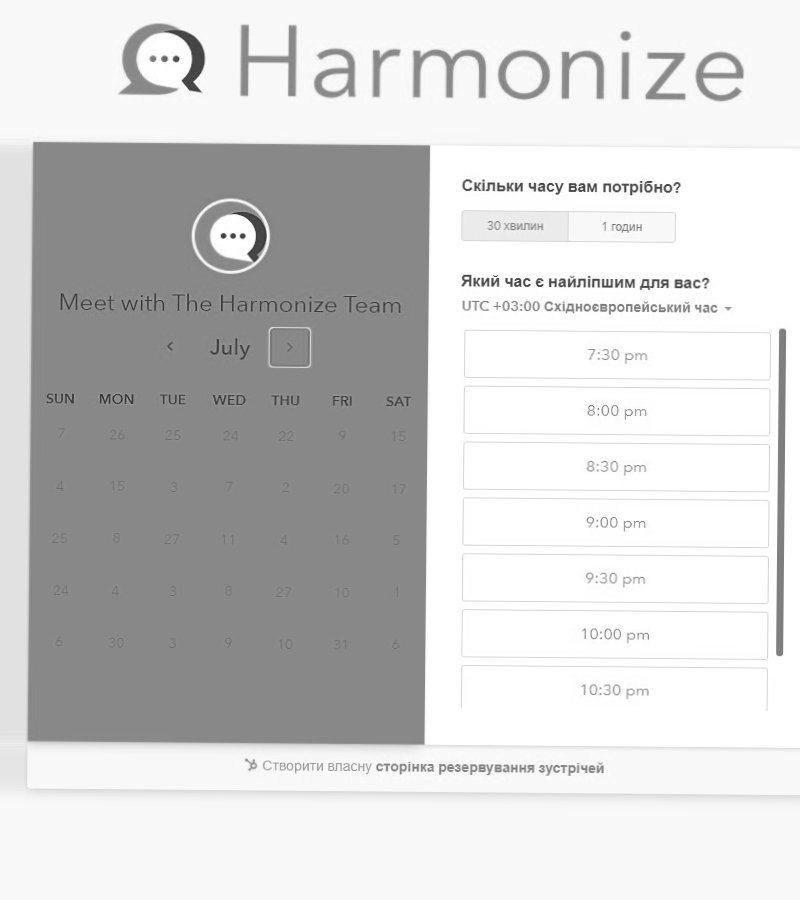 Harmonize
Meet with The Harmonize Team
July
SUN MON TUE WED THU FRI SAT
7 26 25 24 22 9 15
4 15 3 7 2 20 17
25 8 27 11 4 16 5
24 4 3 8 27 10 1
6 30 3 9 10 31 6
Скільки часу вам потрібно?
30 хвилин 1 годин
Який час є найліпшим для вас?
UTC +03:00 Східноєвропейський час
7:30 pm
8:00 pm
8:30 pm
9:00 pm
9:30 pm
10:00 pm
10:30 pm
Створити власну сторінка резервування зустрічей